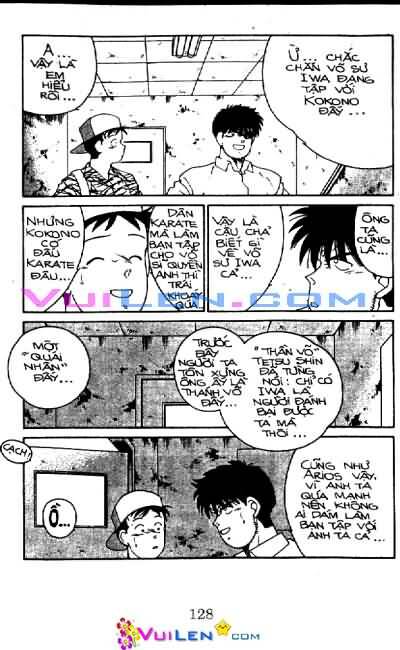 Ừ... CHẮC
CHẮN VÕ SƯ
IWA ĐANG
TẬP VỚI
KOKONO
ĐẤY...
A...
VẬY LÀ
EM
HIỂU
RỒI...
ÔNG
TA
CŨNG
LÀ...
VẬY LÀ
CẬU CHẢ
BIẾT GÌ
VỀ VÕ
SƯ IWA
CẢ...
DÂN
KARATE
MÀ LÀM
BẠN TẬP
CHO VÕ
SĨ QUYỀN
ANH THÌ
TRÁI
KHOÁY
QUÁ
NHƯNG
KOKONO
CÓ
ĐẤU
KARATE
ĐÂU...
VuiLen.com
"THẦN VÕ"
TETSU SHIN
ĐÃ TỪNG
NÓI: CHỈ CÓ
IWA LÀ
NGƯỜI ĐÁNH
BẠI ĐƯỢC
TA MÀ
THÔI...
TRƯỚC
ĐÂY
NGƯỜI TA
TÔN XƯNG
ÔNG ẤY LÀ
THÁNH VÕ
ĐẤY...
MỘT
"QUÁI
NHÂN"
ĐẤY...
CŨNG NHƯ
ARIOS VẬY,
VÌ ANH TA
QÚA MẠNH
NÊN KHÔNG
AI DÁM LÀM
BẠN TẬP VỚI
ANH TA CẢ...
CẠCH!
Ồ...
128
VuiLen.com